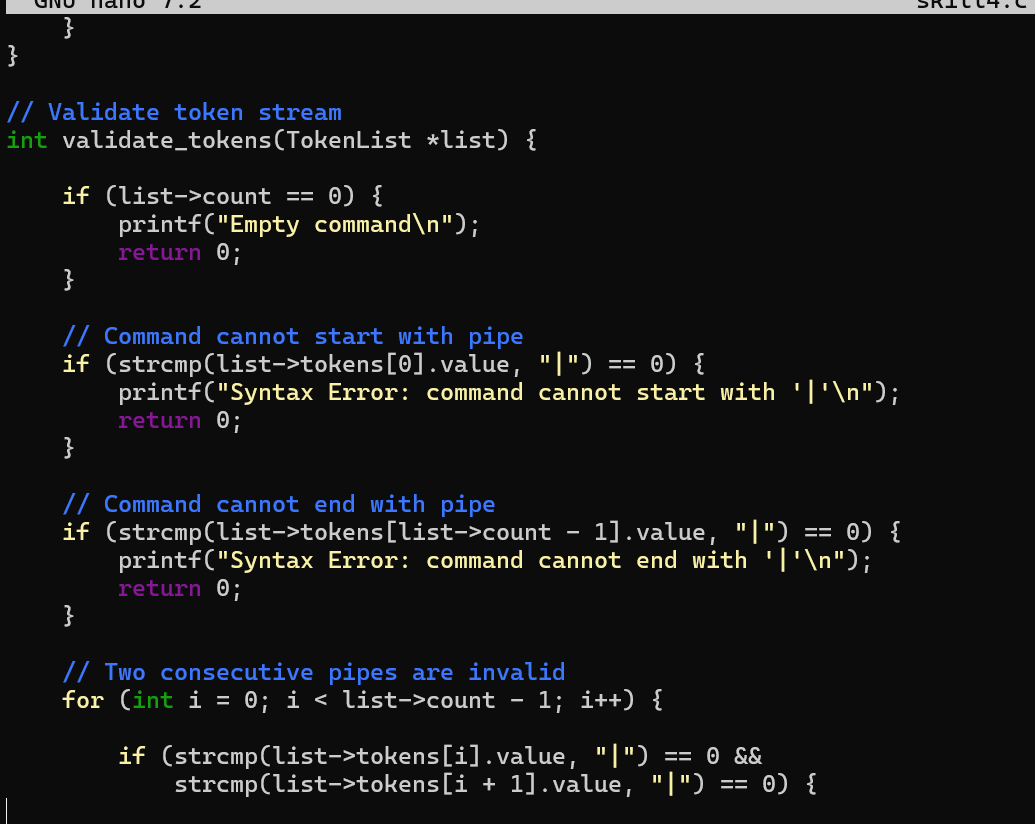 GNU nano 7.2 skill4.c
    }
}

// Validate token stream
int validate_tokens(TokenList *list) {

    if (list->count == 0) {
        printf("Empty command\n");
        return 0;
    }

    // Command cannot start with pipe
    if (strcmp(list->tokens[0].value, "|") == 0) {
        printf("Syntax Error: command cannot start with '|'\n");
        return 0;
    }

    // Command cannot end with pipe
    if (strcmp(list->tokens[list->count - 1].value, "|") == 0) {
        printf("Syntax Error: command cannot end with '|'\n");
        return 0;
    }

    // Two consecutive pipes are invalid
    for (int i = 0; i < list->count - 1; i++) {

        if (strcmp(list->tokens[i].value, "|") == 0 &&
            strcmp(list->tokens[i + 1].value, "|") == 0) {